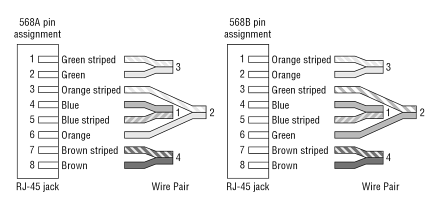 568A pin
assignment
1 Green striped
2 Green
3
3 Orange striped
4 Blue
5 Blue striped
1
2
6 Orange
7 Brown striped
8 Brown
4
RJ-45 jack
Wire Pair
568B pin
assignment
1 Orange striped
2 Orange
3
3 Green striped
4 Blue
5 Blue striped
1
2
6 Green
7 Brown striped
8 Brown
4
RJ-45 jack
Wire Pair